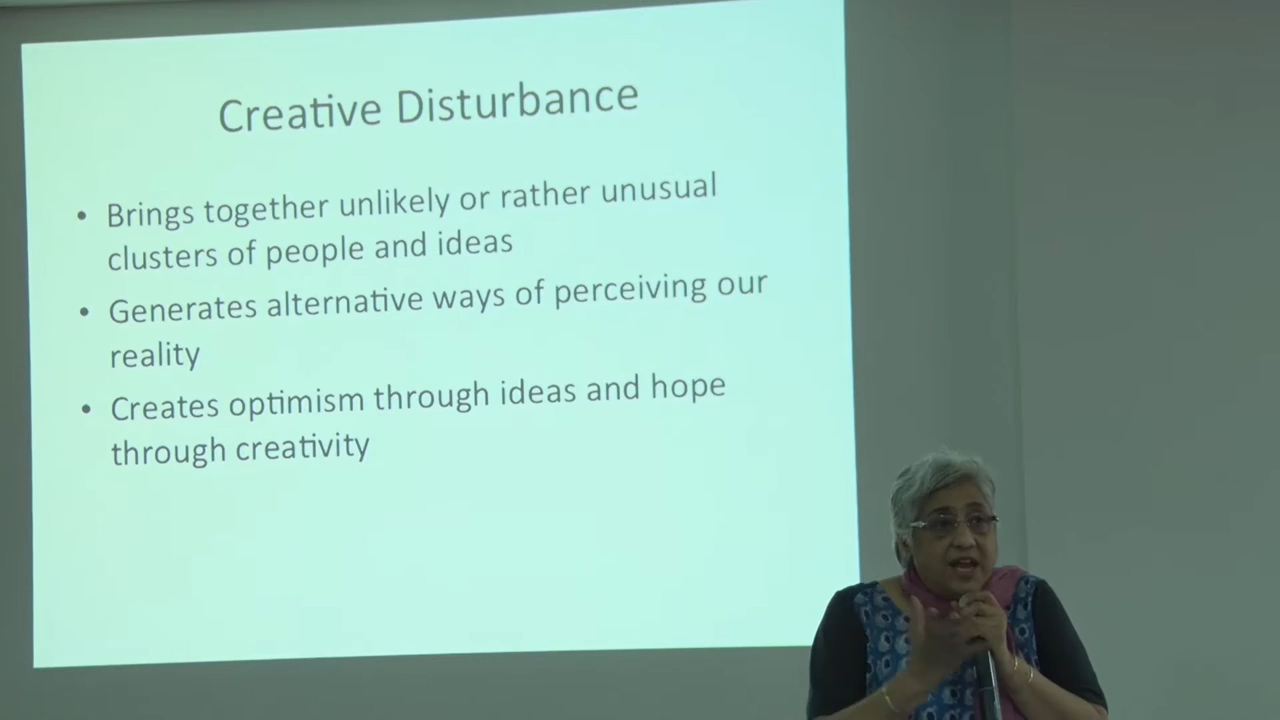 Creative Disturbance
• Brings together unlikely or rather unusual
clusters of people and ideas
• Generates alternative ways of perceiving our
reality
• Creates optimism through ideas and hope
through creativity